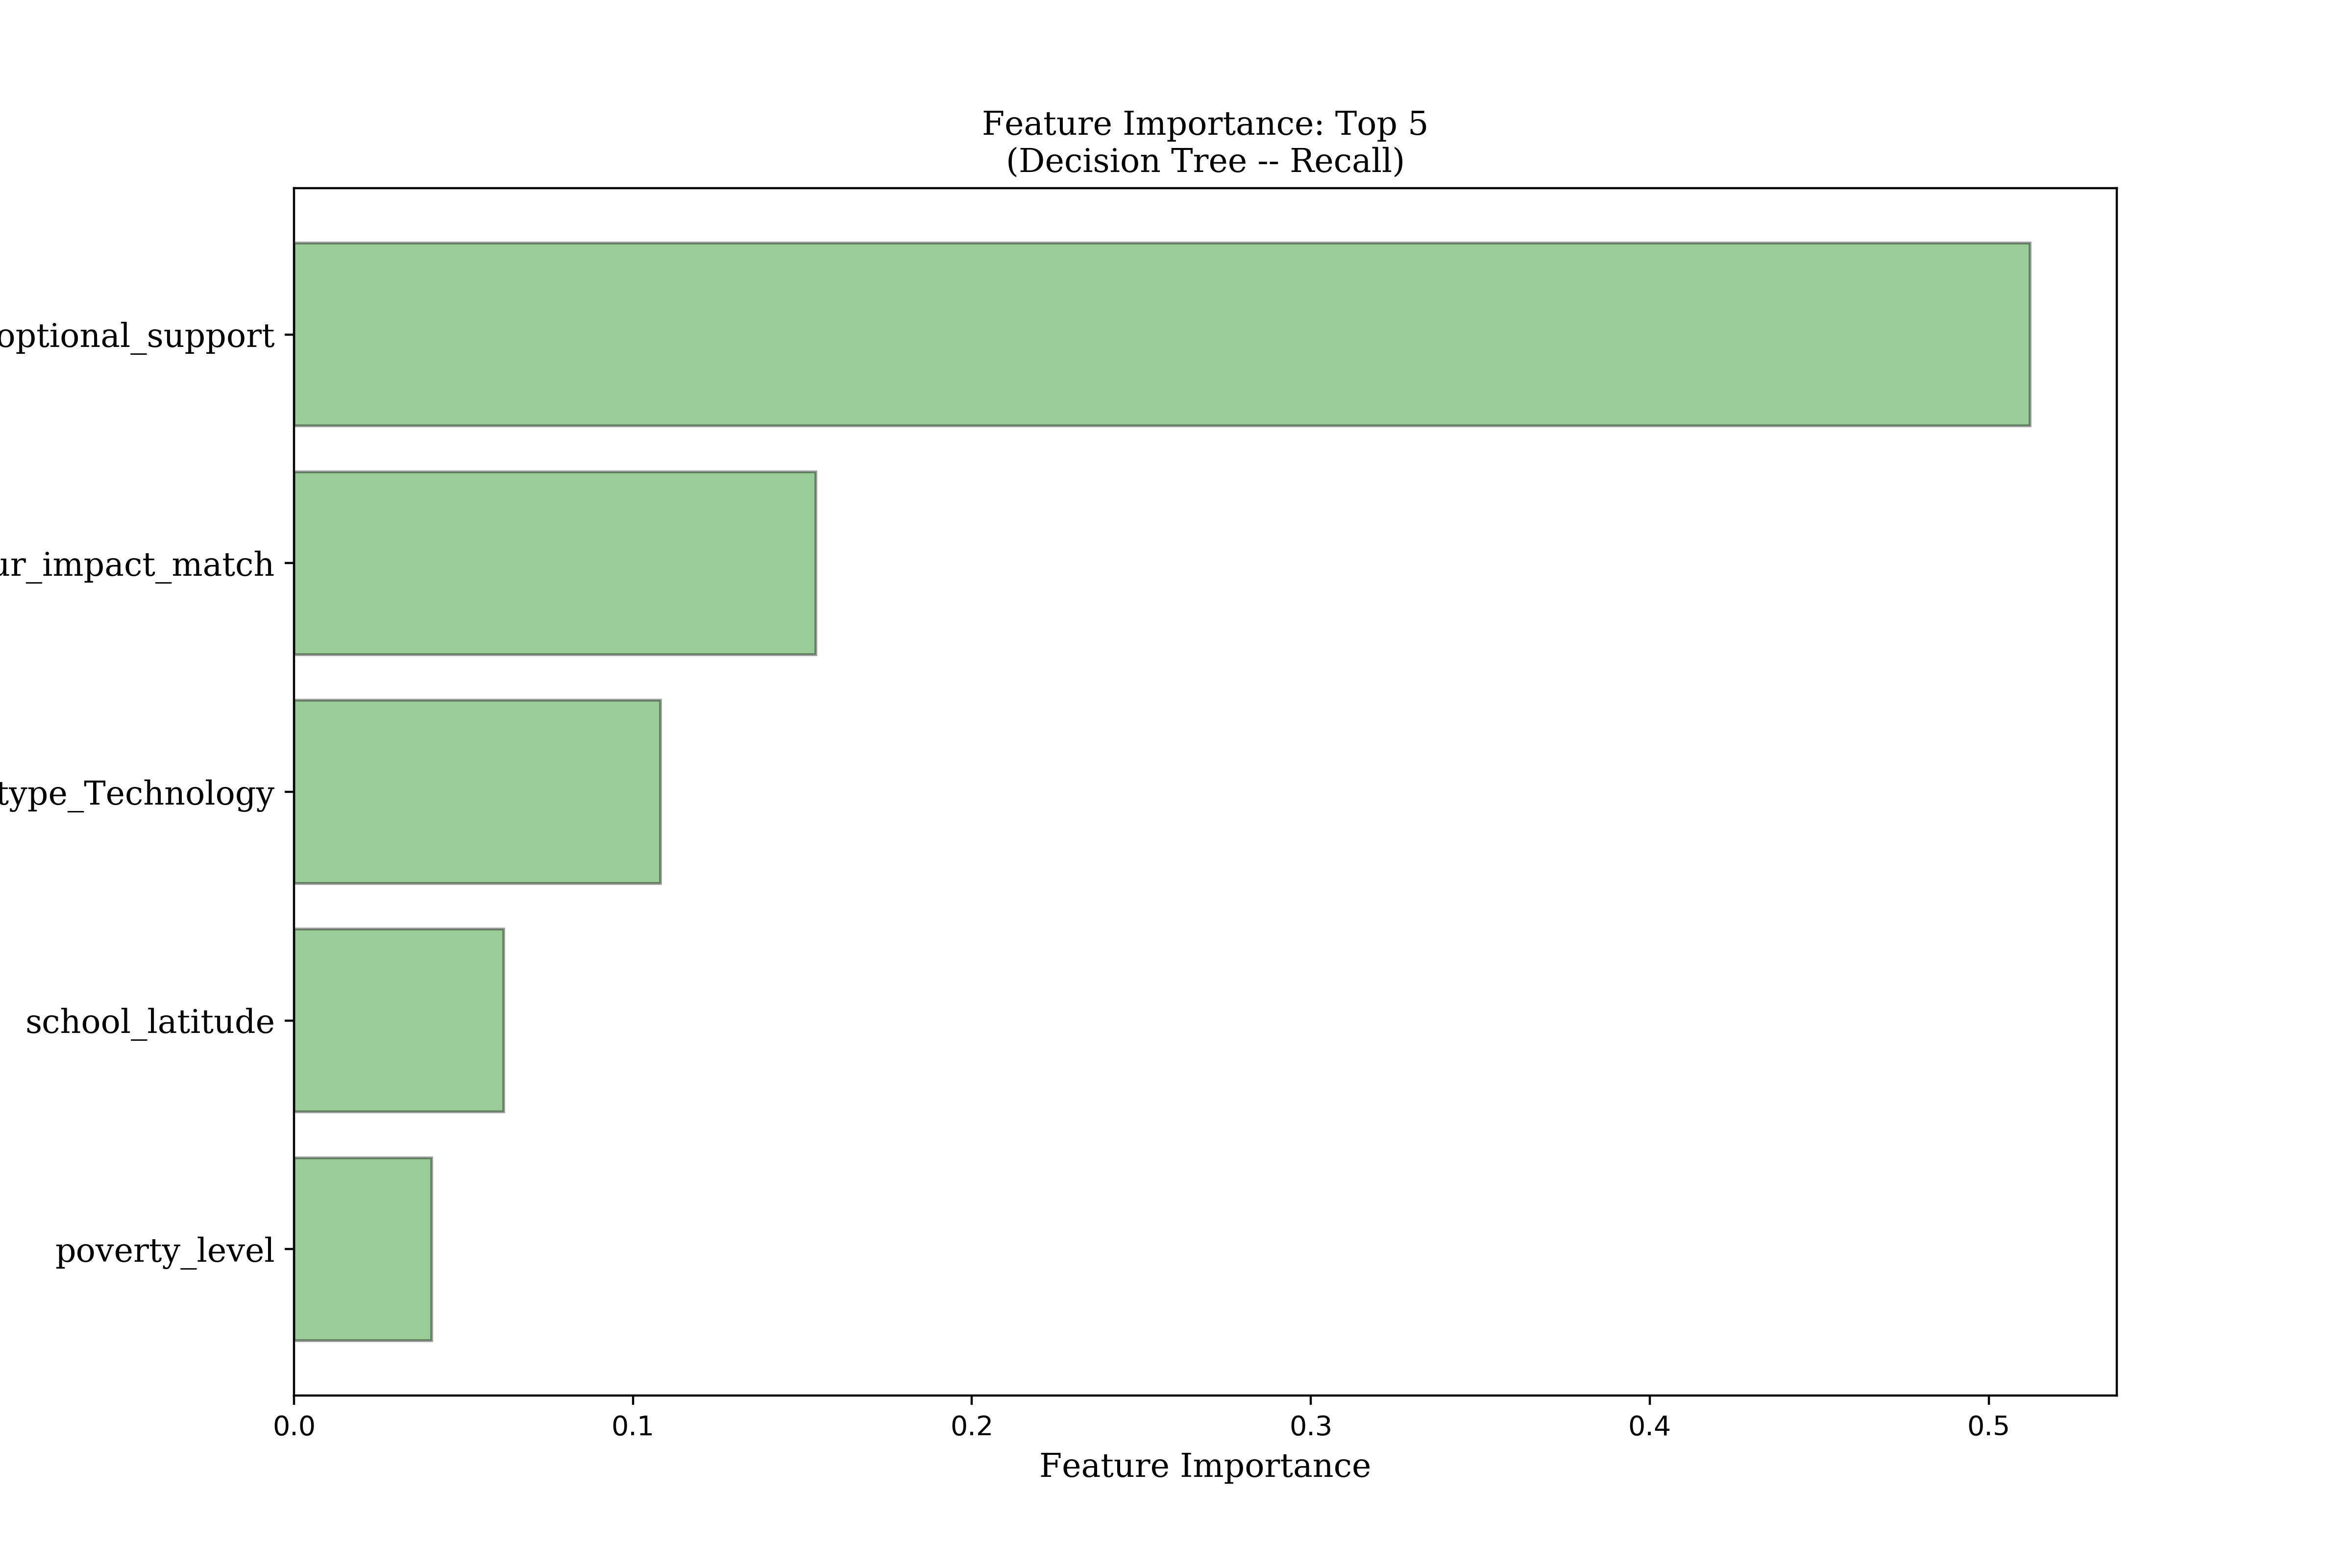 Feature Importance: Top 5
(Decision Tree -- Recall)
optional_support
ur_impact_match
type_Technology
school_latitude
poverty_level
0.0 0.1 0.2 0.3 0.4 0.5
Feature Importance